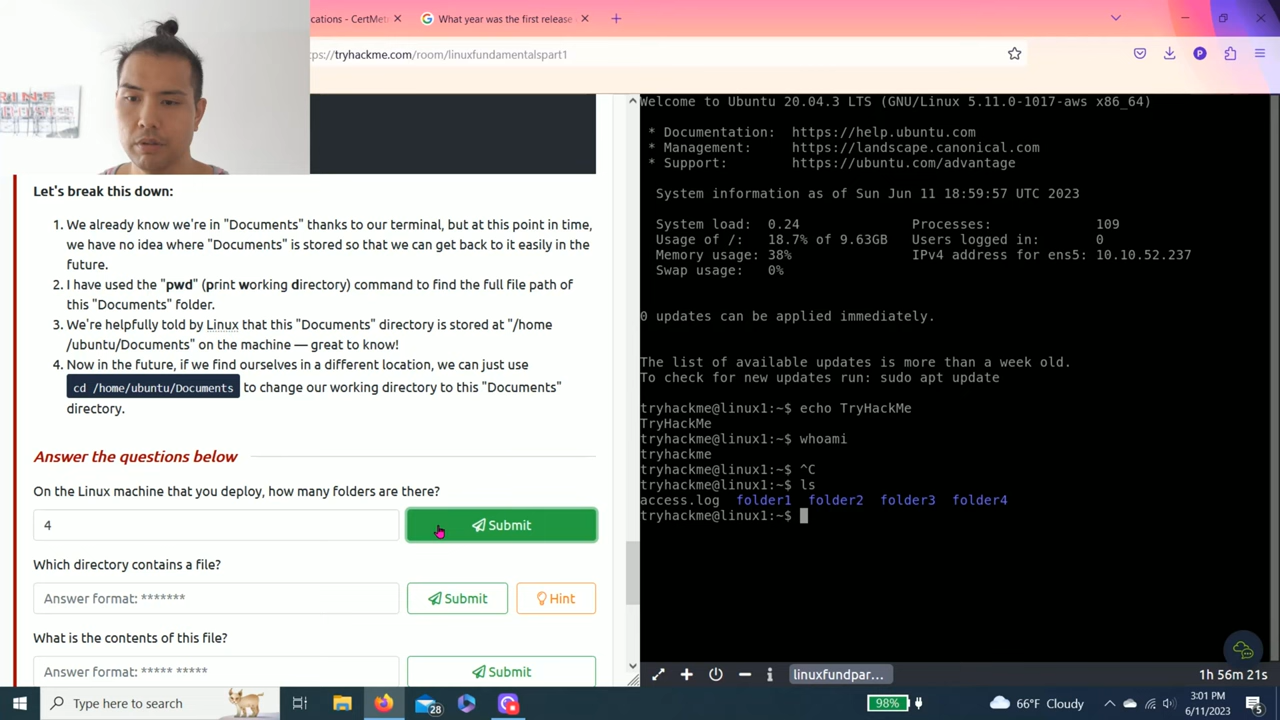 ications - CertMet
What year was the first release
ps://tryhackme.com/room/linuxfundamentalspart1
Let's break this down:
1. We already know we're in "Documents" thanks to our terminal, but at this point in time,
we have no idea where "Documents" is stored so that we can get back to it easily in the
future.
2. I have used the "pwd" (print working directory) command to find the full file path of
this "Documents" folder.
3. We're helpfully told by Linux that this "Documents" directory is stored at "/home
/ubuntu/Documents" on the machine — great to know!
4. Now in the future, if we find ourselves in a different location, we can just use
cd /home/ubuntu/Documents to change our working directory to this "Documents"
directory.
Answer the questions below
On the Linux machine that you deploy, how many folders are there?
4
Submit
Which directory contains a file?
Answer format: *******
Submit
Hint
What is the contents of this file?
Answer format: ***** *****
Submit
Welcome to Ubuntu 20.04.3 LTS (GNU/Linux 5.11.0-1017-aws x86_64)
* Documentation: https://help.ubuntu.com
* Management: https://landscape.canonical.com
* Support: https://ubuntu.com/advantage
System information as of Sun Jun 11 18:59:57 UTC 2023
System load: 0.24 Processes: 109
Usage of /: 18.7% of 9.63GB Users logged in: 0
Memory usage: 38% IPv4 address for ens5: 10.10.52.237
Swap usage: 0%
0 updates can be applied immediately.
The list of available updates is more than a week old.
To check for new updates run: sudo apt update
tryhackme@linux1:~$ echo TryHackMe
TryHackMe
tryhackme@linux1:~$ whoami
tryhackme
tryhackme@linux1:~$ ^C
tryhackme@linux1:~$ ls
access.log folder1 folder2 folder3 folder4
tryhackme@linux1:~$
linuxfundpar...
1h 56m 21s
Type here to search
28
98%
66°F Cloudy
3:01 PM
6/11/2023
5